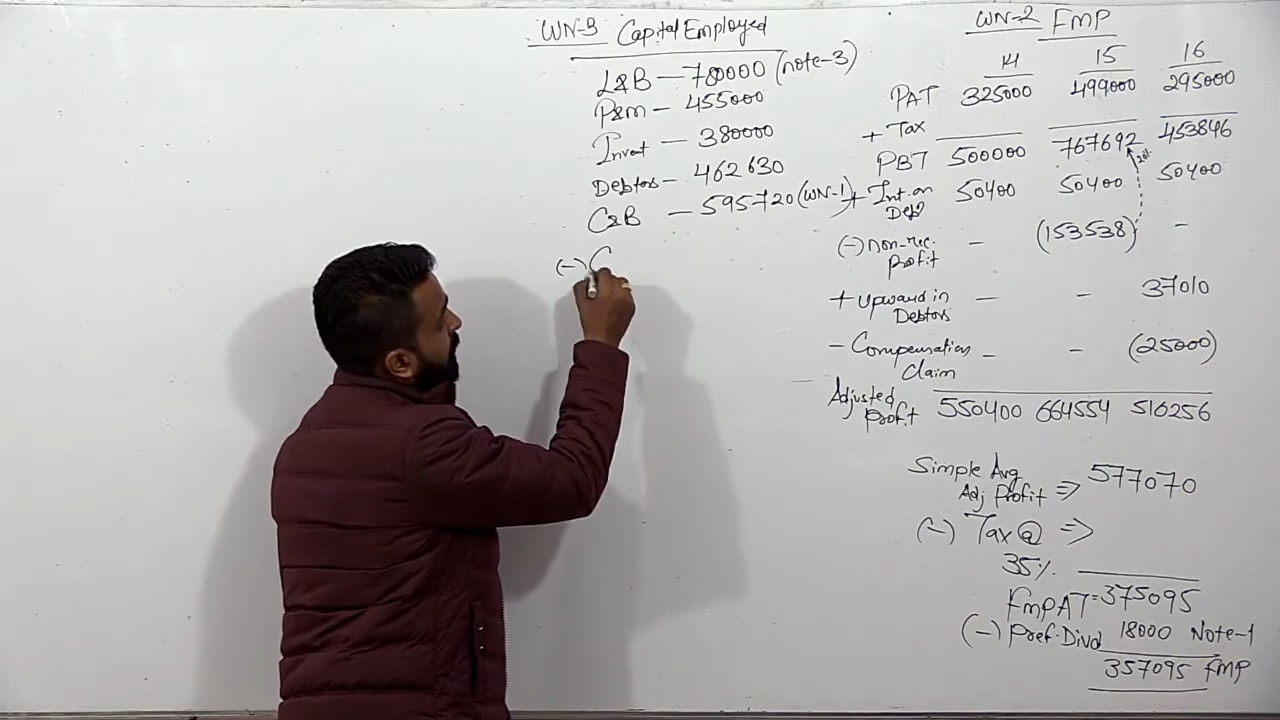 WN-3 Capital Employed
L&B — 780000 (note-3)
P&M — 455000
Invent — 380000
Debtors — 462630
C&B — 595720 (WN-1)
(-) C
WN-2 FMP
14 15 16
PAT 325000 499000 295000
+ Tax
PBT 500000 767692 453846
20%
+ Int. on Depn 50400 50400 50400
(-) non-rec. Profit - (153538) -
+ Upward in Debtors - - 37010
- Compensation Claim - - (25000)
Adjusted Profit 550400 664554 516256
Simple Avg
Adj Profit ⇒ 577070
(-) Tax @ ⇒
35%
FMPAT = 375095
(-) Pref. Divd 18000 Note-1
357095 FMP